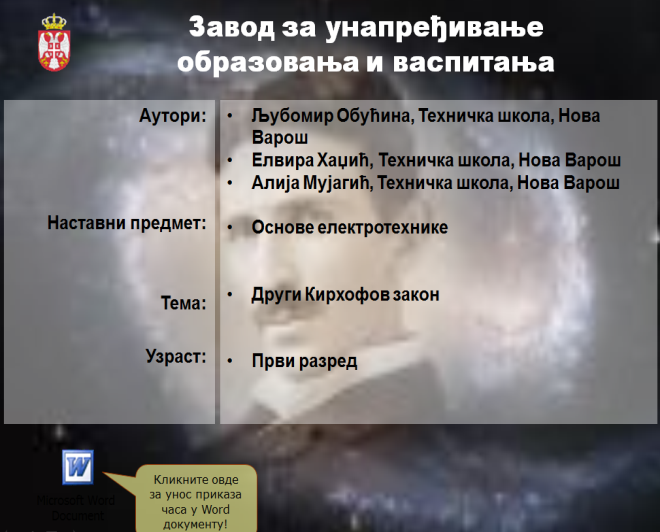 Завод за унапређивање
образовања и васпитања
Аутори:
• Љубомир Обућина, Техничка школа, Нова
Варош
• Елвира Хаџић, Техничка школа, Нова Варош
• Алија Мујагић, Техничка школа, Нова Варош
Наставни предмет:
• Основе електротехнике
Тема:
• Други Кирхофов закон
Узраст:
• Први разред
Microsoft Word
Document
Кликните овде
за унос приказа
часа у Word
документу!